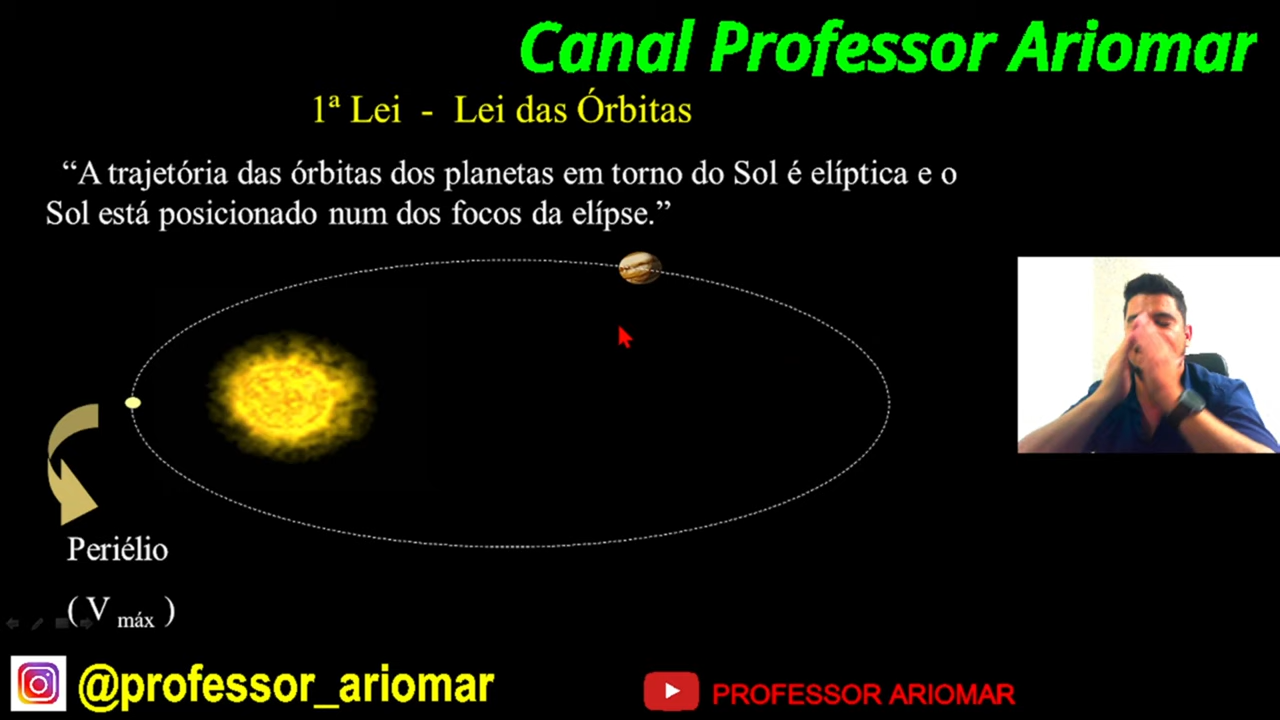 Canal Professor Ariomar
1ª Lei - Lei das Órbitas
“A trajetória das órbitas dos planetas em torno do Sol é elíptica e o
Sol está posicionado num dos focos da elípse.”
Periélio
( V máx )
@professor_ariomar
PROFESSOR ARIOMAR